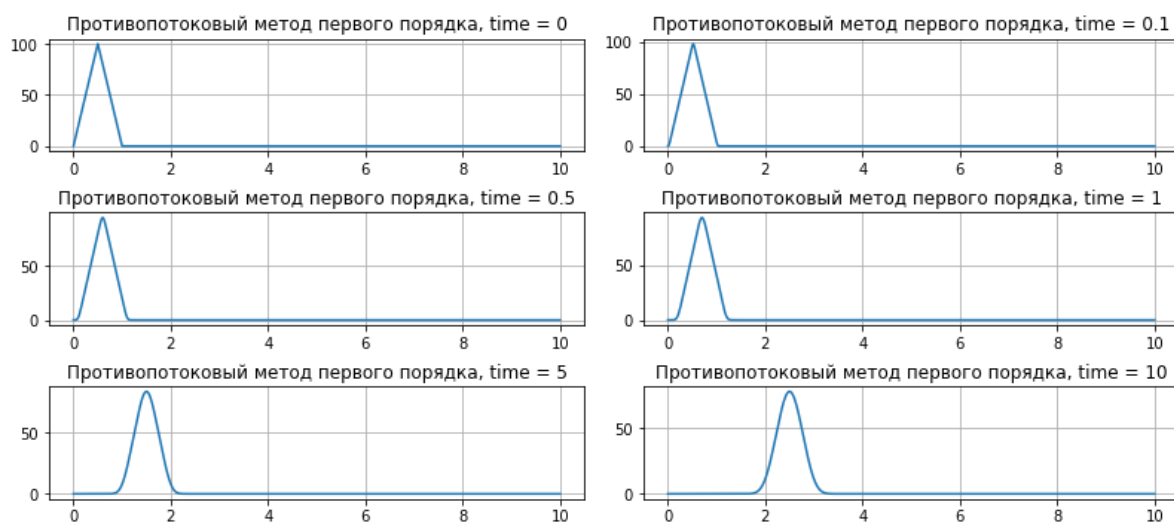 Противопотоковый метод первого порядка, time = 0
100
50
0
0 2 4 6 8 10
Противопотоковый метод первого порядка, time = 0.1
100
50
0
0 2 4 6 8 10
Противопотоковый метод первого порядка, time = 0.5
50
0
0 2 4 6 8 10
Противопотоковый метод первого порядка, time = 1
50
0
0 2 4 6 8 10
Противопотоковый метод первого порядка, time = 5
50
0
0 2 4 6 8 10
Противопотоковый метод первого порядка, time = 10
50
0
0 2 4 6 8 10